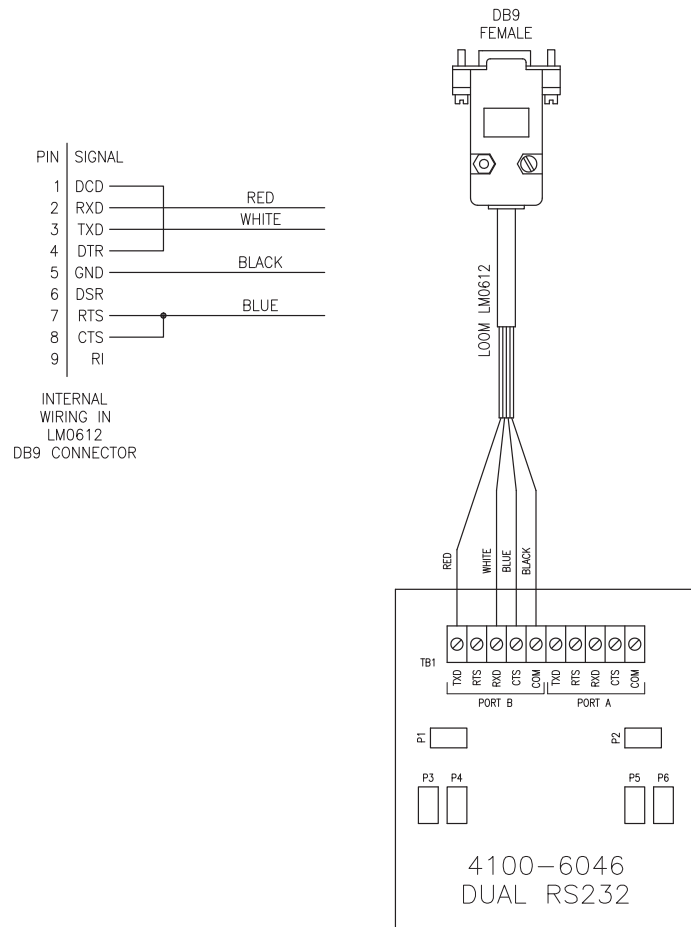 DB9
FEMALE
PIN SIGNAL
1 DCD
2 RXD RED
3 TXD WHITE
4 DTR
5 GND BLACK
6 DSR
7 RTS BLUE
8 CTS
9 RI
INTERNAL
WIRING IN
LM0612
DB9 CONNECTOR
LOOM LM0612
RED WHITE BLUE BLACK
TB1
TXD RTS RXD CTS COM TXD RTS RXD CTS COM
PORT B PORT A
P1 P2
P3 P4 P5 P6
4100-6046
DUAL RS232